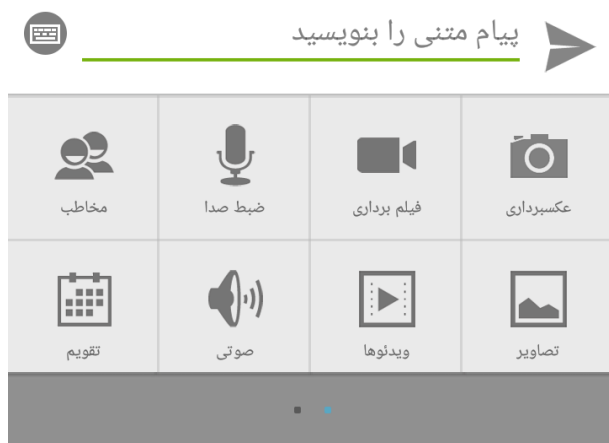 پیام متنی را بنویسید
عکسبرداری
فیلم برداری
ضبط صدا
مخاطب
تصاویر
ویدئوها
صوتی
تقویم